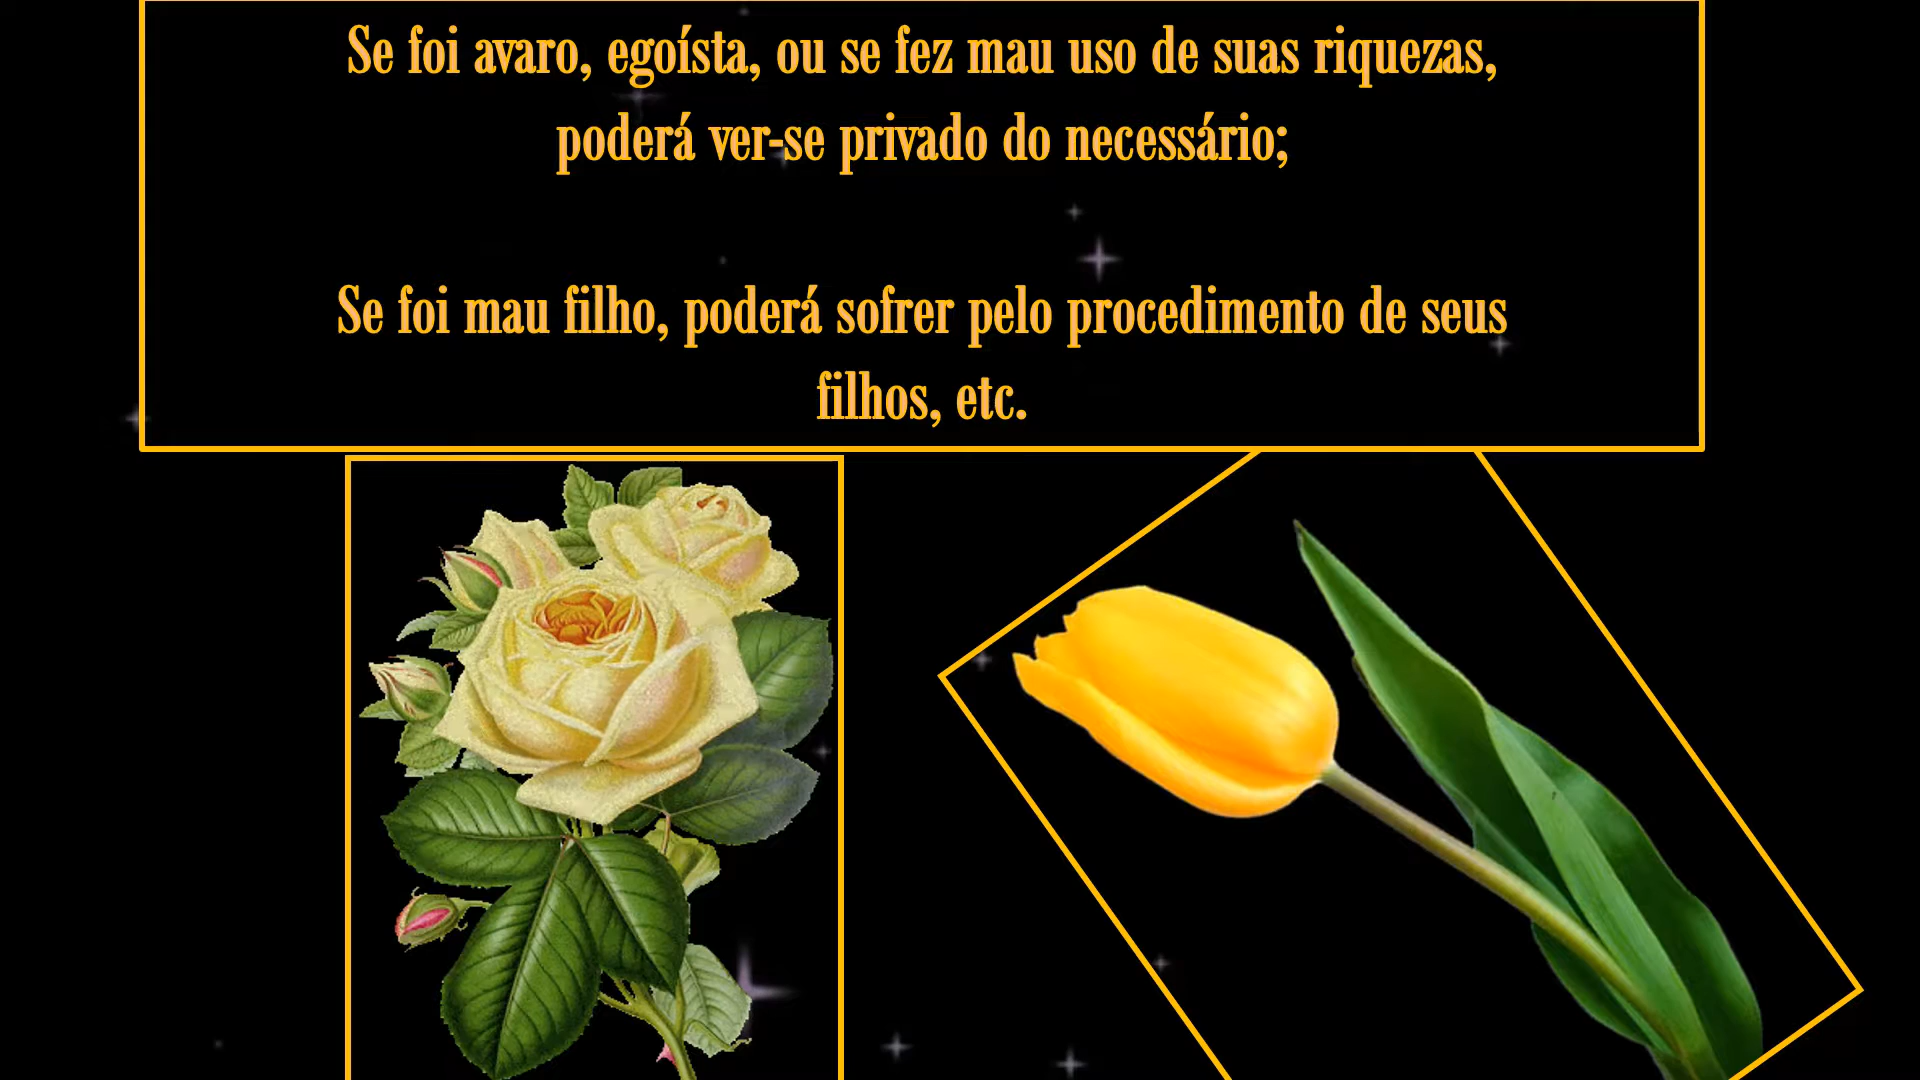 Se foi avaro, egoísta, ou se fez mau uso de suas riquezas,
poderá ver-se privado do necessário;
Se foi mau filho, poderá sofrer pelo procedimento de seus
filhos, etc.